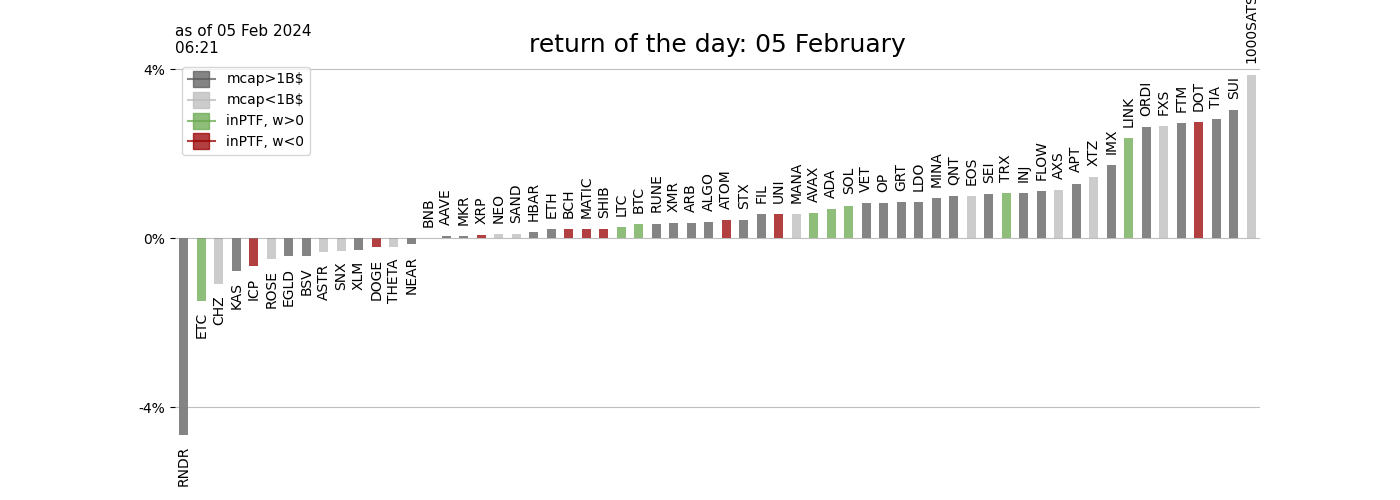 as of 05 Feb 2024
06:21
return of the day: 05 February
4%
0%
-4%
mcap>1B$
mcap<1B$
inPTF, w>0
inPTF, w<0
RNDR
ETC
CHZ
KAS
ICP
ROSE
EGLD
BSV
ASTR
SNX
XLM
DOGE
THETA
NEAR
BNB
AAVE
MKR
XRP
NEO
SAND
HBAR
ETH
BCH
MATIC
SHIB
LTC
BTC
RUNE
XMR
ARB
ALGO
ATOM
STX
FIL
UNI
MANA
AVAX
ADA
SOL
VET
OP
GRT
LDO
MINA
QNT
EOS
SEI
TRX
INJ
FLOW
AXS
APT
XTZ
IMX
LINK
ORDI
FXS
FTM
DOT
TIA
SUI
1000SATS